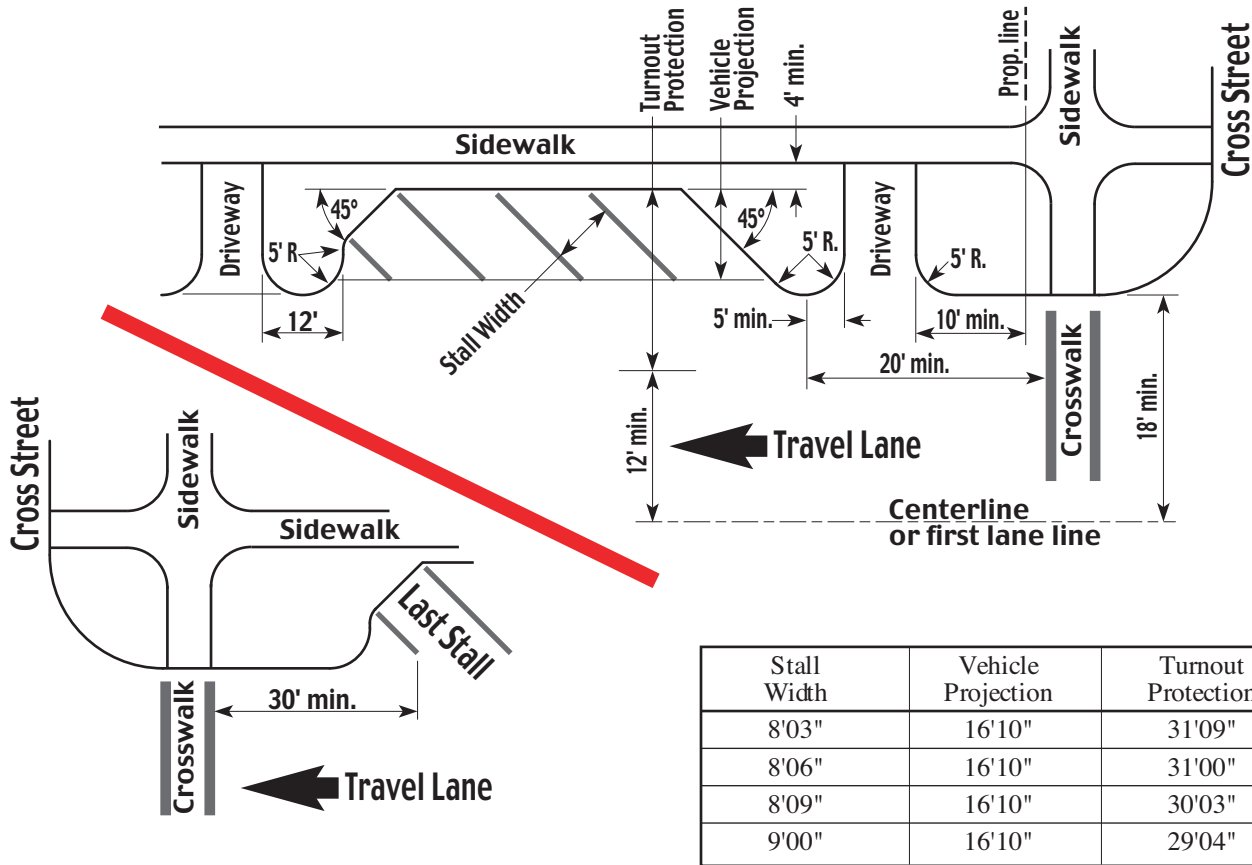 Turnout
Protection
Vehicle
Projection
4' min.
Prop. line
Sidewalk
Cross Street
Sidewalk
Driveway
45º
5' R
12'
Stall Width
45º
5' R.
Driveway
5' R.
5' min.
10' min.
20' min.
12' min.
Travel Lane
Crosswalk
18' min.
Centerline
or first lane line
Cross Street
Sidewalk
Sidewalk
Last Stall
30' min.
Crosswalk
Travel Lane
Stall Width Vehicle Projection Turnout Protection
8'03" 16'10" 31'09"
8'06" 16'10" 31'00"
8'09" 16'10" 30'03"
9'00" 16'10" 29'04"